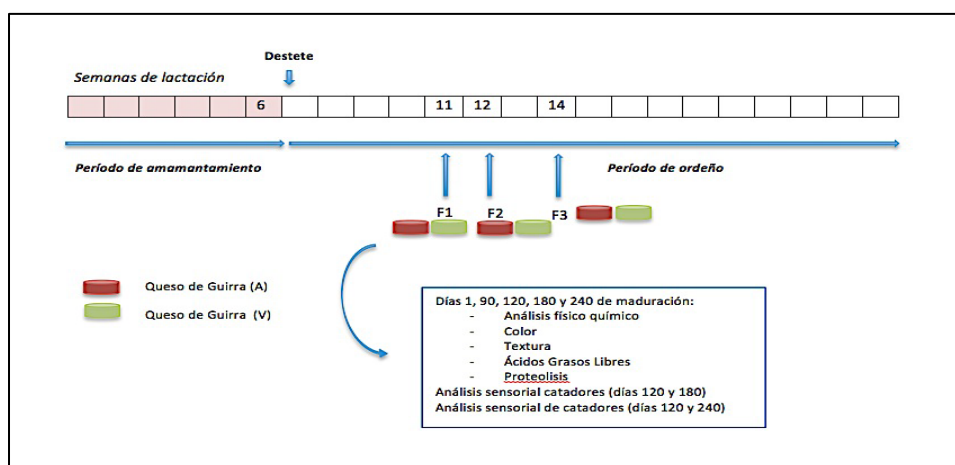 Destete
Semanas de lactación
6
11
12
14
Período de amamantamiento
Período de ordeño
F1
F2
F3
Queso de Guirra (A)
Queso de Guirra (V)
Días 1, 90, 120, 180 y 240 de maduración:
- Análisis físico químico
- Color
- Textura
- Ácidos Grasos Libres
- Proteolisis
Análisis sensorial catadores (días 120 y 180)
Análisis sensorial de catadores (días 120 y 240)